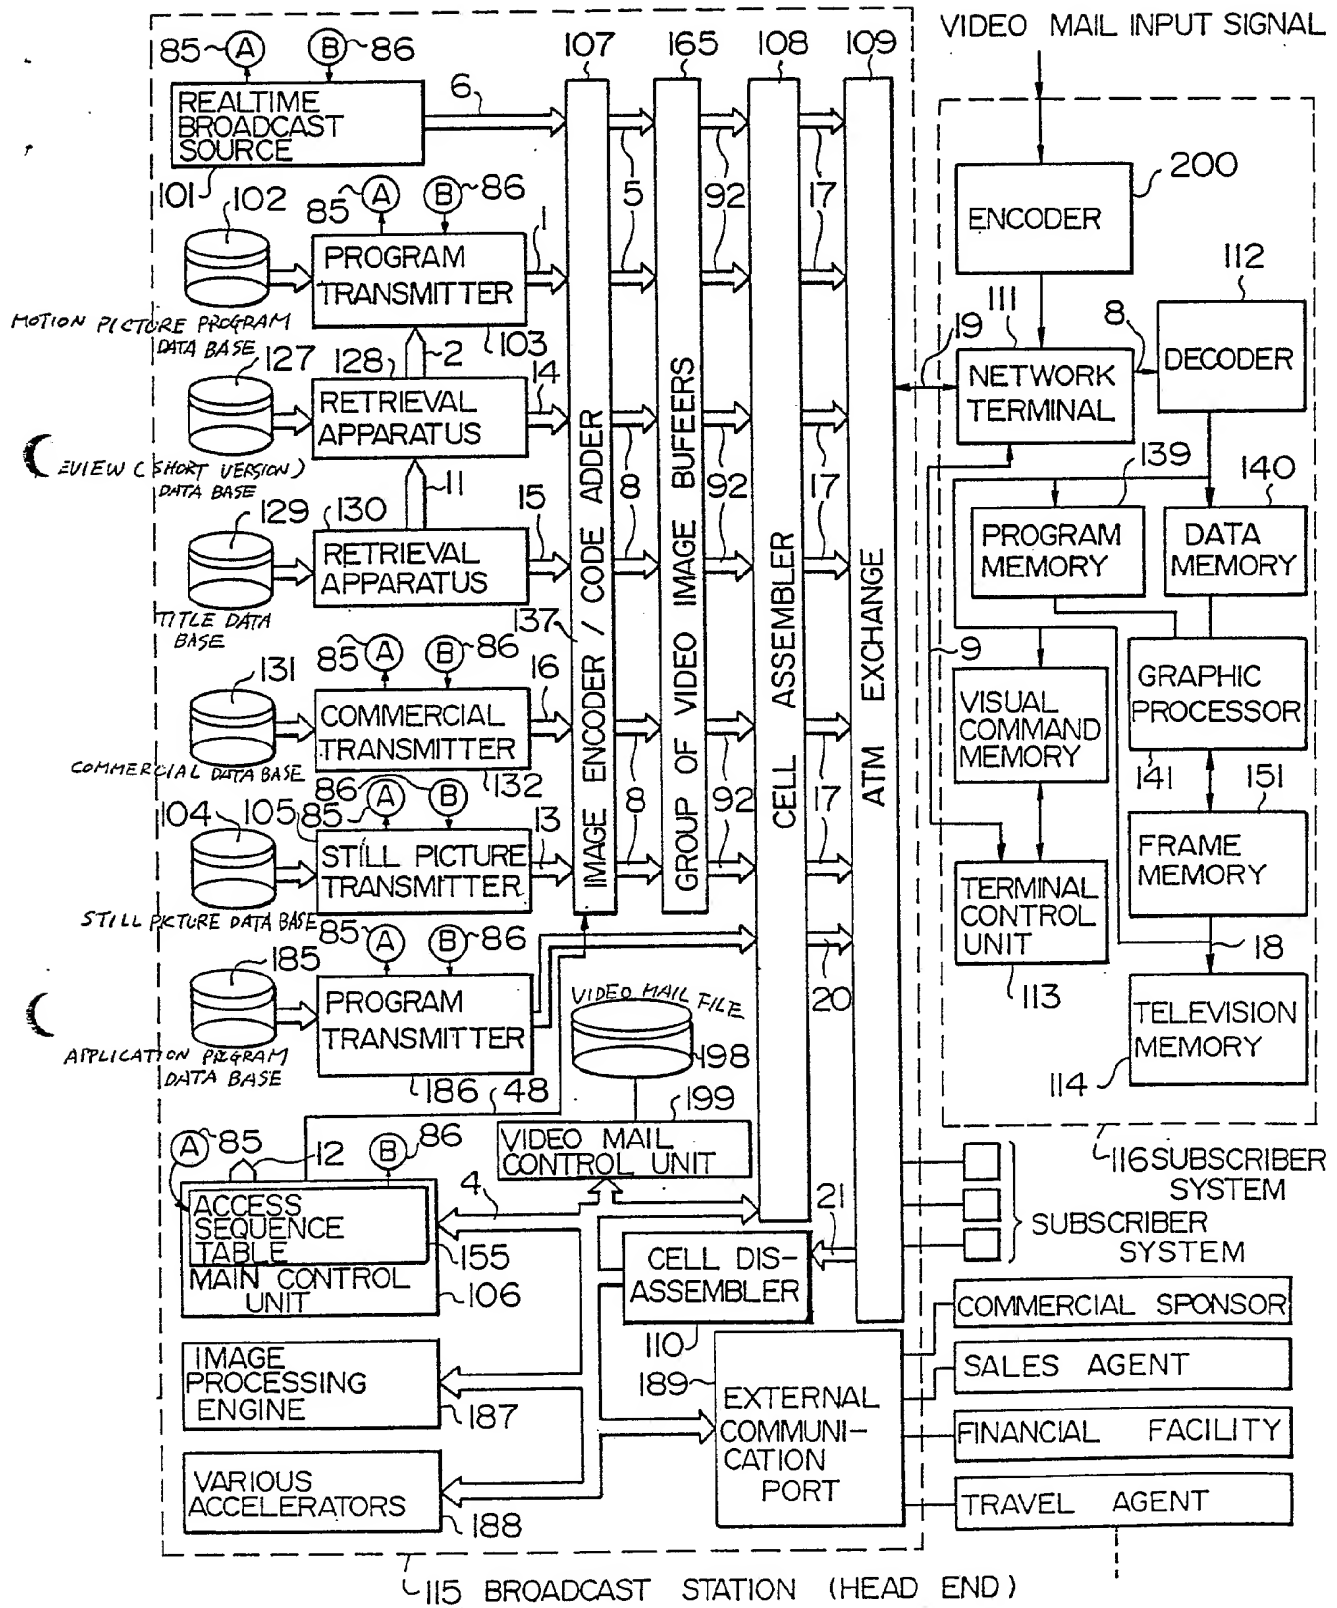 VIDEO MAIL INPUT SIGNAL
85 A B 86
107 165 108 109
REALTIME
BROADCAST
SOURCE
6
101
5 92 17
200
ENCODER
102
85 A B 86
1
PROGRAM
TRANSMITTER
MOTION PICTURE PROGRAM
DATA BASE
103
2
111
19
8
112
DECODER
NETWORK
TERMINAL
127
128
14
RETRIEVAL
APPARATUS
EVIEW (SHORT VERSION)
DATA BASE
11
8 92 17
139
140
PROGRAM
MEMORY
DATA
MEMORY
129
130
15
RETRIEVAL
APPARATUS
TITLE DATA
BASE
137
IMAGE ENCODER / CODE ADDER
GROUP OF VIDEO IMAGE BUFEERS
CELL ASSEMBLER
ATM EXCHANGE
9
131
85 A B 86
16
COMMERCIAL
TRANSMITTER
COMMERCIAL DATA BASE
132
8 92 17
VISUAL
COMMAND
MEMORY
GRAPHIC
PROCESSOR
141
151
104
105
85 A B 86
13
STILL PICTURE
TRANSMITTER
STILL PICTURE DATA BASE
FRAME
MEMORY
TERMINAL
CONTROL
UNIT
113
18
185
85 A B 86
PROGRAM
TRANSMITTER
APPLICATION PROGRAM
DATA BASE
186
48
20
VIDEO MAIL FILE
198
TELEVISION
MEMORY
114
199
VIDEO MAIL
CONTROL UNIT
A 85
12
B 86
4
21
ACCESS
SEQUENCE
TABLE
155
MAIN CONTROL
UNIT
106
CELL DIS-
ASSEMBLER
110
116 SUBSCRIBER
SYSTEM
SUBSCRIBER
SYSTEM
IMAGE
PROCESSING
ENGINE
187
189
EXTERNAL
COMMUNI-
CATION
PORT
COMMERCIAL SPONSOR
SALES AGENT
FINANCIAL FACILITY
TRAVEL AGENT
VARIOUS
ACCELERATORS
188
115 BROADCAST STATION (HEAD END)